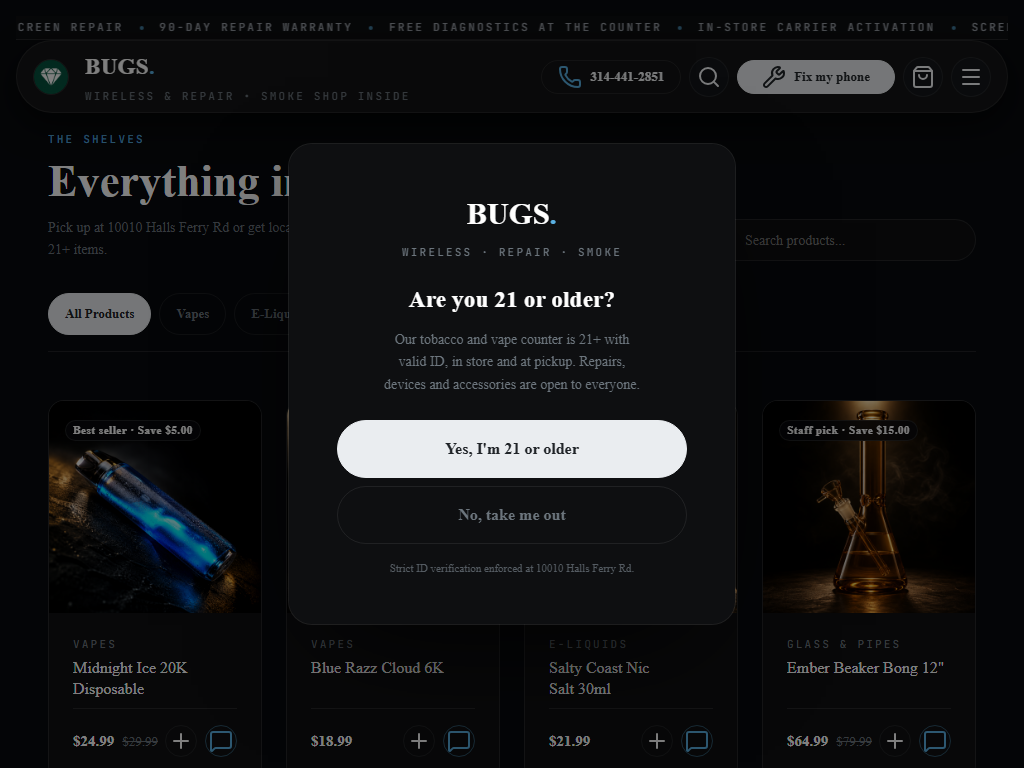 CREEN REPAIR • 90-DAY REPAIR WARRANTY • FREE DIAGNOSTICS AT THE COUNTER • IN-STORE CARRIER ACTIVATION • SCRE
BUGS.
WIRELESS & REPAIR • SMOKE SHOP INSIDE
314-441-2851
Fix my phone
THE SHELVES
Everything i
Pick up at 10010 Halls Ferry Rd or get loca
21+ items.
Search products...
All Products
Vapes
E-Liqu
BUGS.
WIRELESS · REPAIR · SMOKE
Are you 21 or older?
Our tobacco and vape counter is 21+ with
valid ID, in store and at pickup. Repairs,
devices and accessories are open to everyone.
Yes, I'm 21 or older
No, take me out
Strict ID verification enforced at 10010 Halls Ferry Rd.
Best seller · Save $5.00
Staff pick · Save $15.00
VAPES
Midnight Ice 20K
Disposable
$24.99 $29.99
VAPES
Blue Razz Cloud 6K
$18.99
E-LIQUIDS
Salty Coast Nic
Salt 30ml
$21.99
GLASS & PIPES
Ember Beaker Bong 12"
$64.99 $79.99